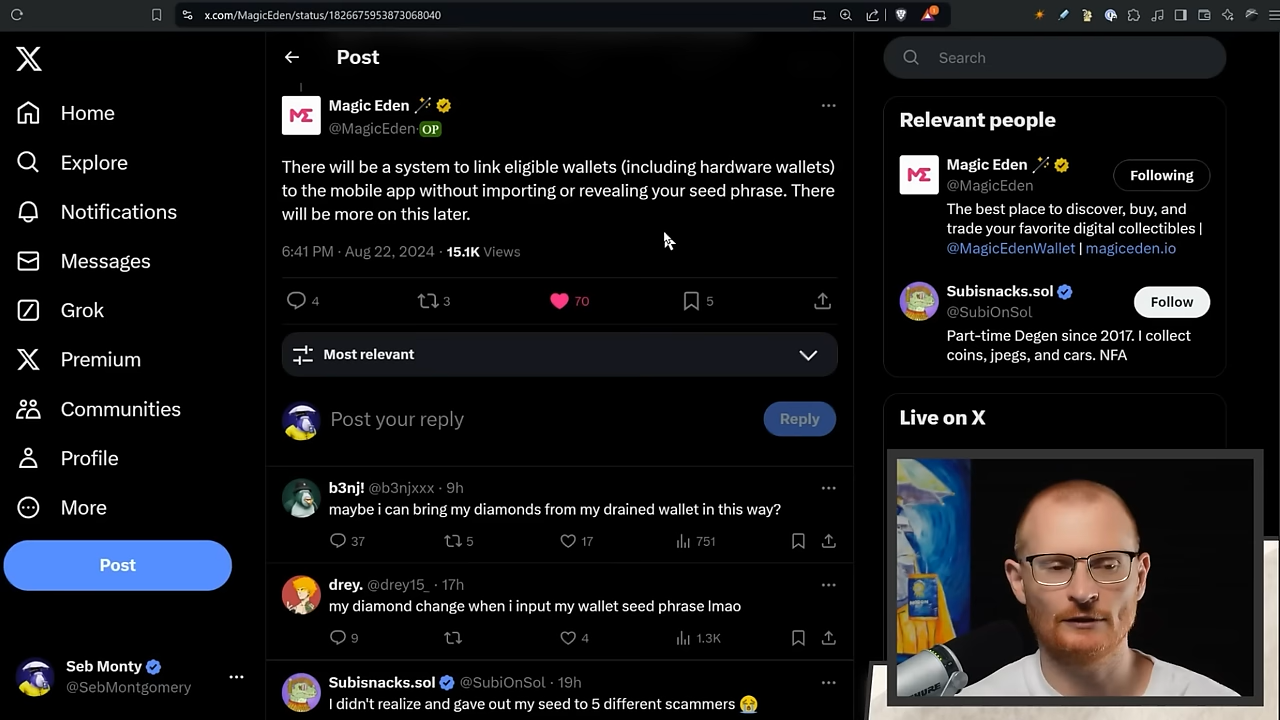 x.com/MagicEden/status/1826675953873068040
Post
Search
Home
Explore
Notifications
Messages
Grok
Premium
Communities
Profile
More
Post
Seb Monty
@SebMontgomery
Magic Eden
@MagicEden· OP
There will be a system to link eligible wallets (including hardware wallets)
to the mobile app without importing or revealing your seed phrase. There
will be more on this later.
6:41 PM · Aug 22, 2024 · 15.1K Views
4 3 70 5
Most relevant
Post your reply
Reply
b3nj! @b3njxxx · 9h
maybe i can bring my diamonds from my drained wallet in this way?
37 5 17 751
drey. @drey15_ · 17h
my diamond change when i input my wallet seed phrase lmao
9 4 1.3K
Subisnacks.sol @SubiOnSol · 19h
I didn't realize and gave out my seed to 5 different scammers 😭
Relevant people
Magic Eden
@MagicEden
Following
The best place to discover, buy, and
trade your favorite digital collectibles |
@MagicEdenWallet | magiceden.io
Subisnacks.sol
@SubiOnSol
Follow
Part-time Degen since 2017. I collect
coins, jpegs, and cars. NFA
Live on X